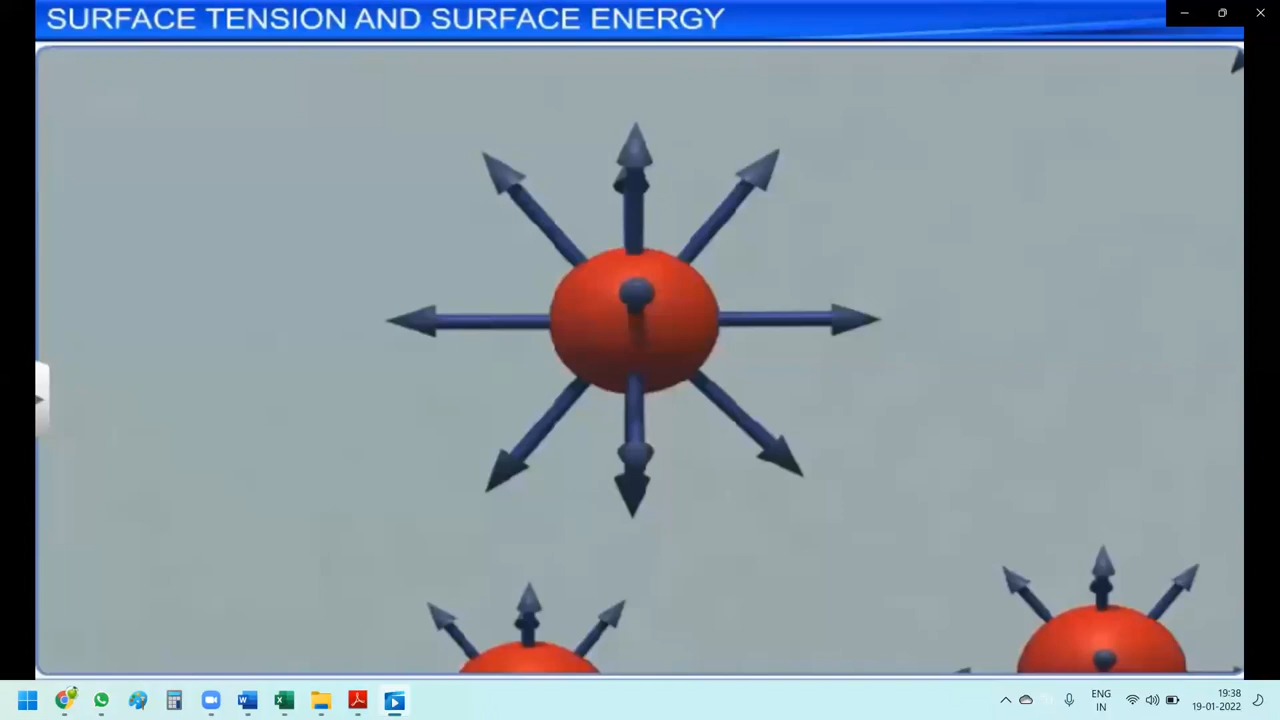 SURFACE TENSION AND SURFACE ENERGY
ENG
IN
19:38
19-01-2022